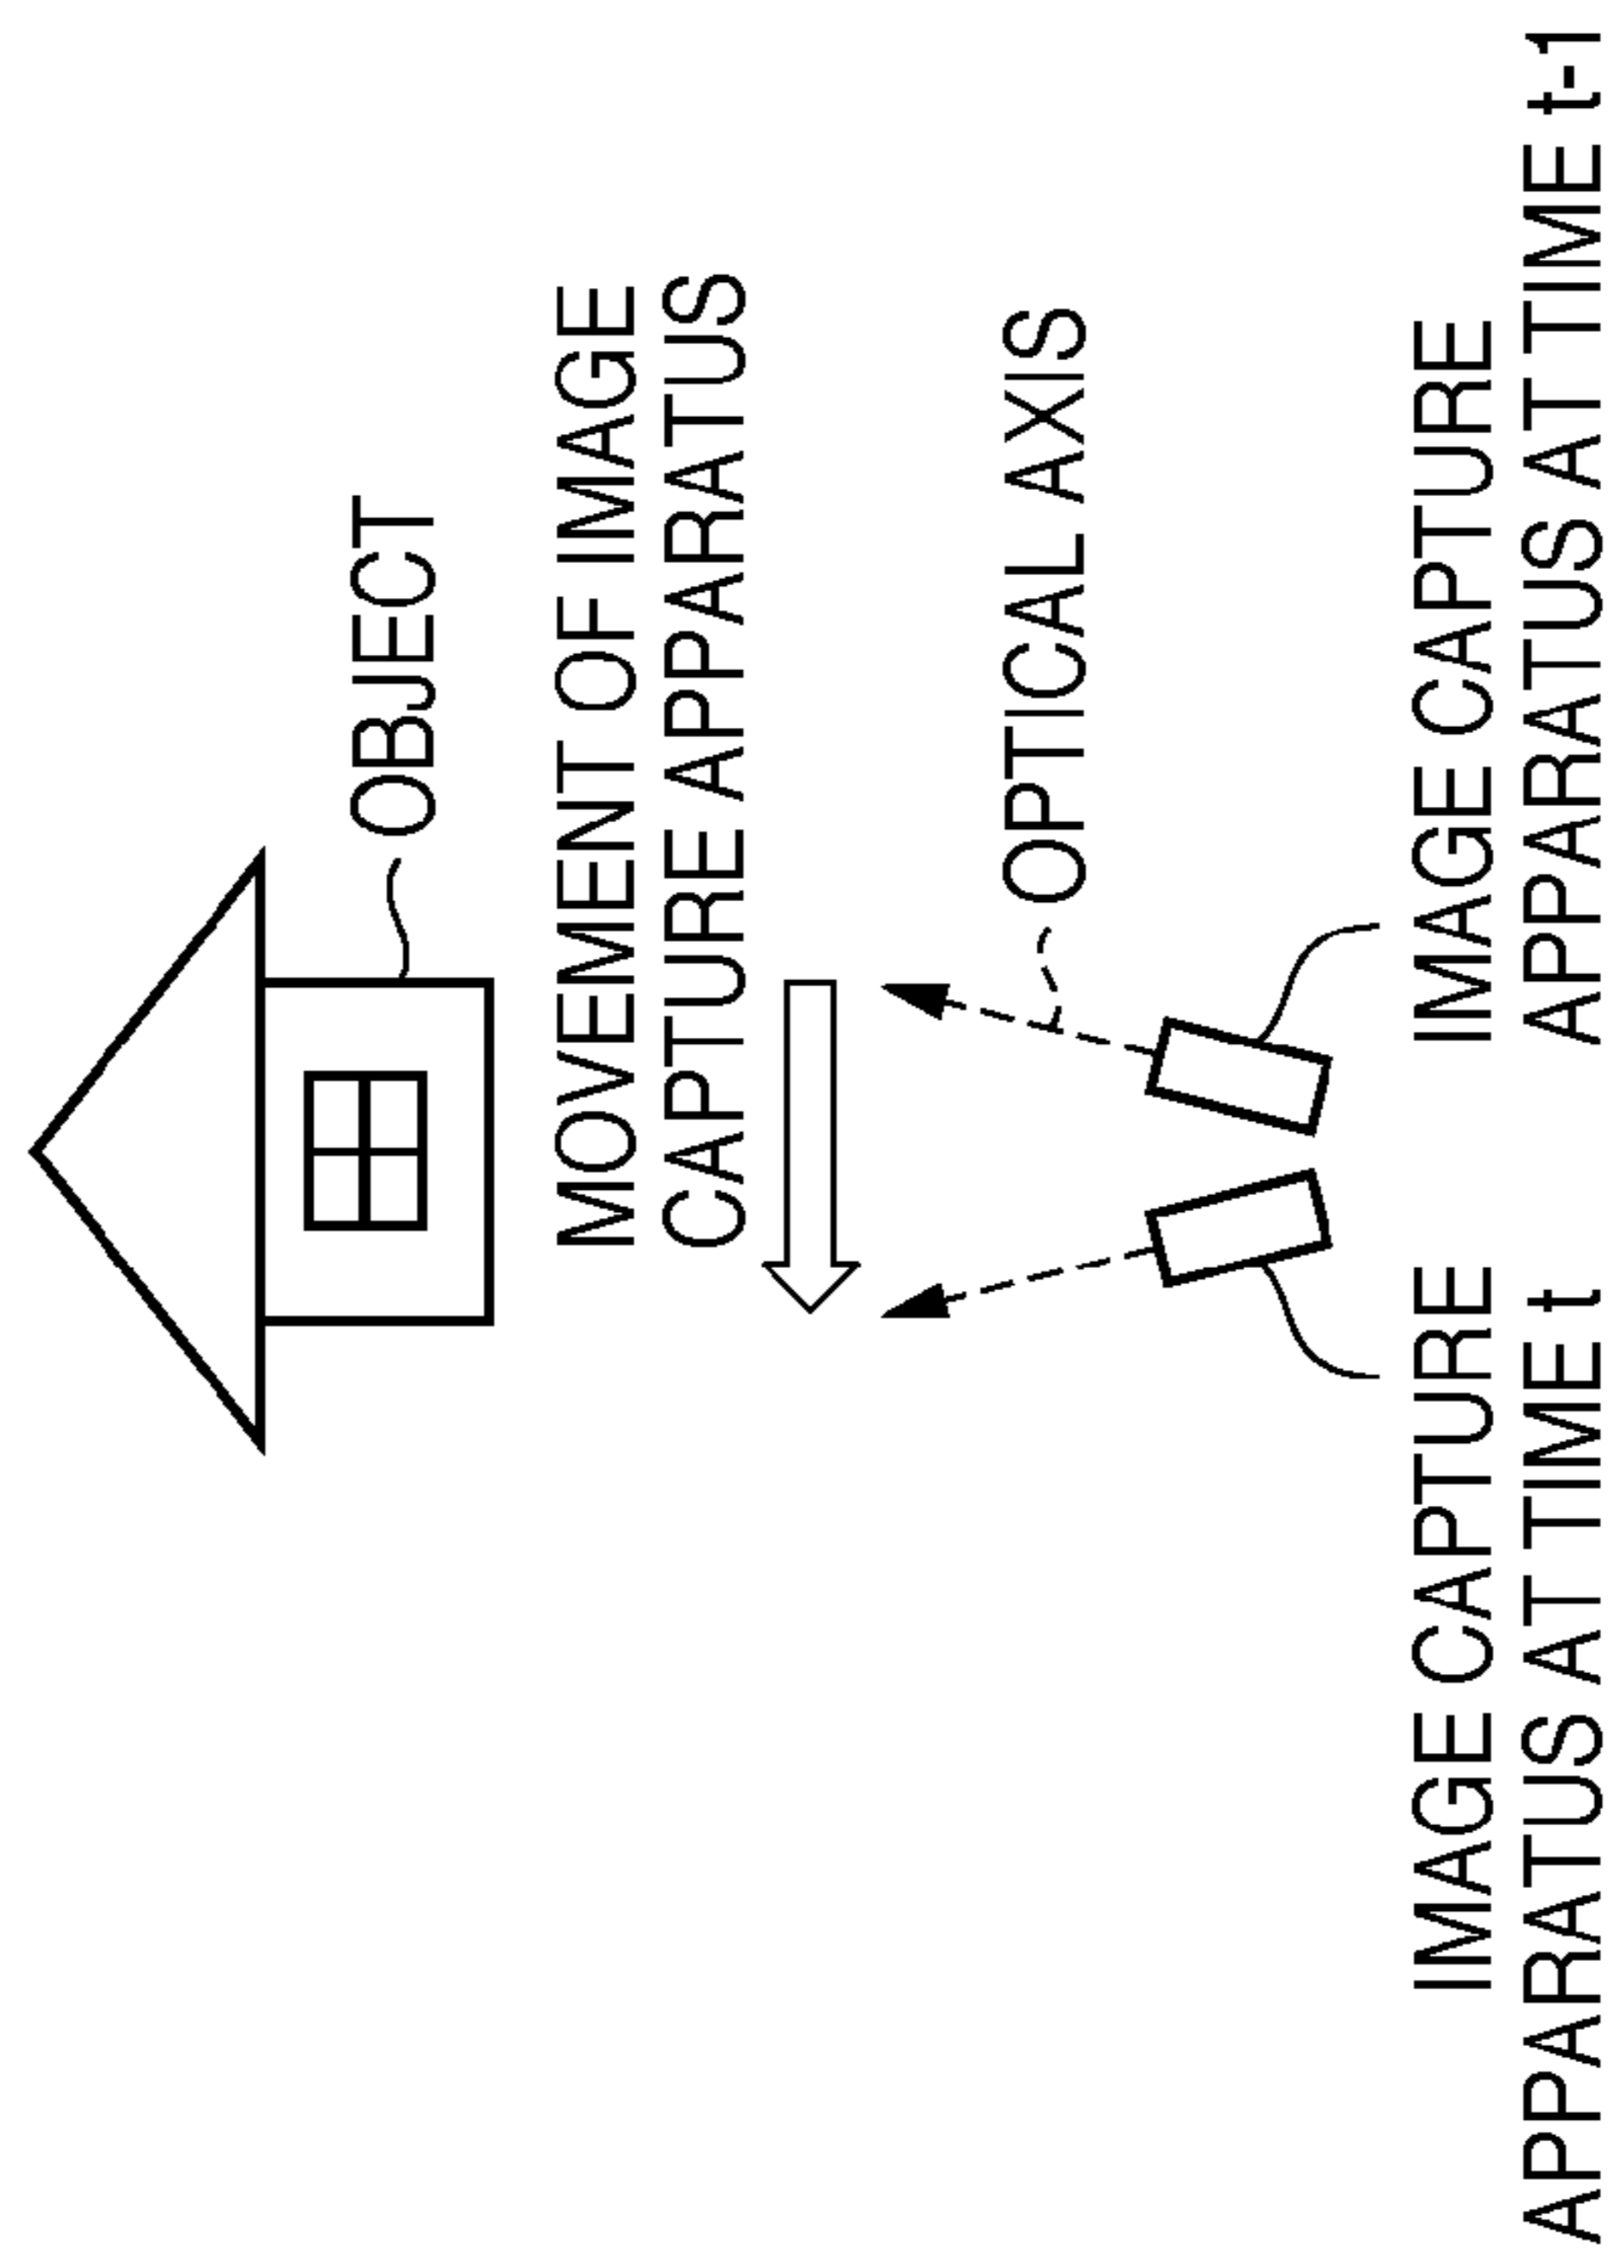 OBJECT
MOVEMENT OF IMAGE
CAPTURE APPARATUS
OPTICAL AXIS
IMAGE CAPTURE
APPARATUS AT TIME t
IMAGE CAPTURE
APPARATUS AT TIME t-1